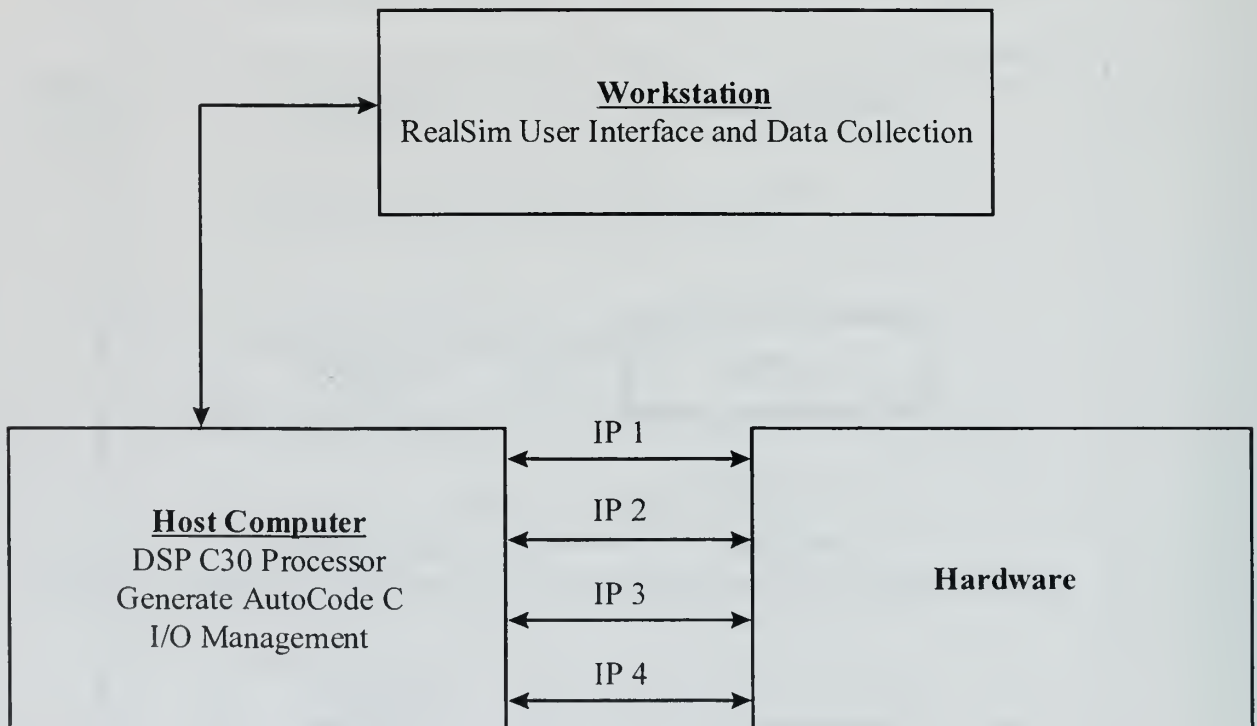 Workstation
RealSim User Interface and Data Collection
IP 1
IP 2
IP 3
IP 4
Host Computer
DSP C30 Processor
Generate AutoCode C
I/O Management
Hardware